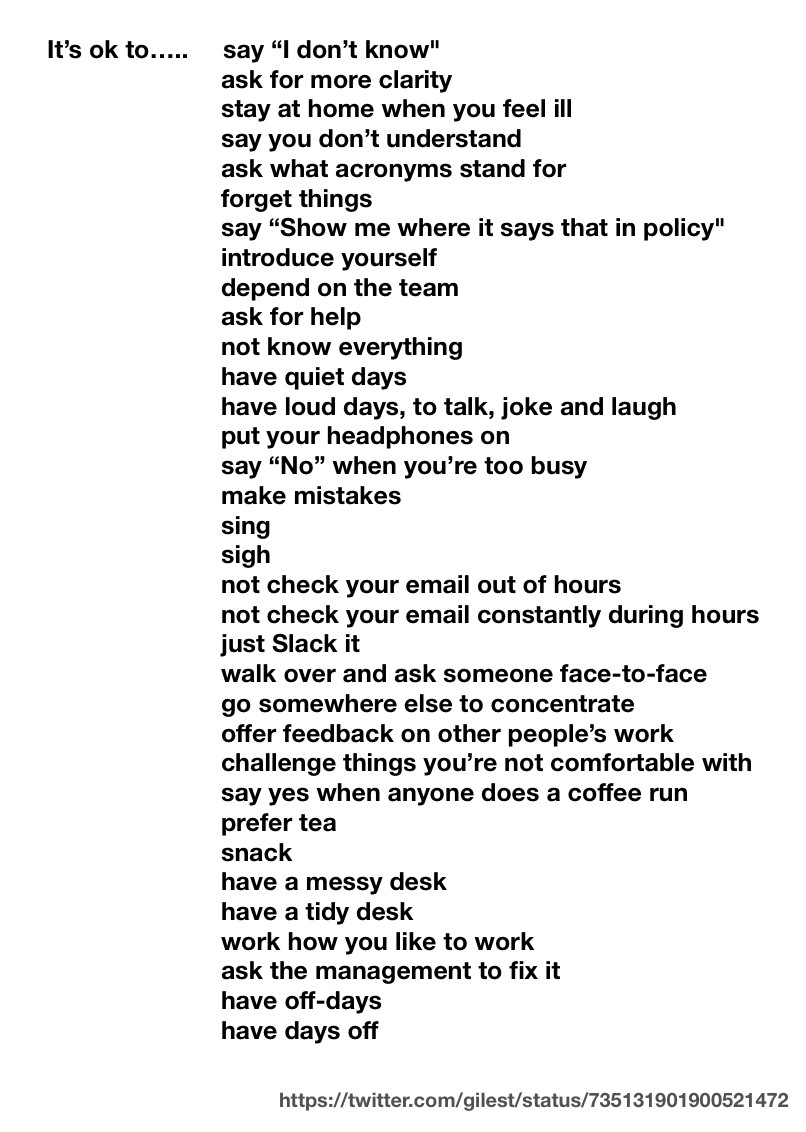 It’s ok to….. say “I don’t know"
ask for more clarity
stay at home when you feel ill
say you don’t understand
ask what acronyms stand for
forget things
say “Show me where it says that in policy"
introduce yourself
depend on the team
ask for help
not know everything
have quiet days
have loud days, to talk, joke and laugh
put your headphones on
say “No” when you’re too busy
make mistakes
sing
sigh
not check your email out of hours
not check your email constantly during hours
just Slack it
walk over and ask someone face-to-face
go somewhere else to concentrate
offer feedback on other people’s work
challenge things you’re not comfortable with
say yes when anyone does a coffee run
prefer tea
snack
have a messy desk
have a tidy desk
work how you like to work
ask the management to fix it
have off-days
have days off
https://twitter.com/gilest/status/735131901900521472